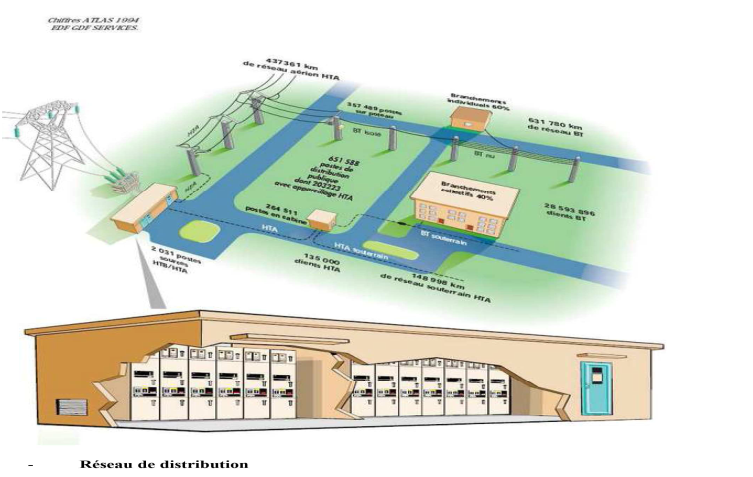 Chiffres ATLAS 1994
EDF GDF SERVICES.
437361 km
de réseau aérien HTA
Branchements
individuels 60%
357 489 postes
sur poteau
631 780 km
de réseau BT
HTA
BT isolé
BT nu
651 588
postes de
distribution
publique
dont 202222
avec appareillage HTA
HTA
Branchements
collectifs 40%
28 593 896
clients BT
264 911
postes en cabine
HTA
BT souterrain
HTA souterrain
2 031 postes
sources
HTB/HTA
135 000
clients HTA
148 998 km
de réseau souterrain HTA
- Réseau de distribution